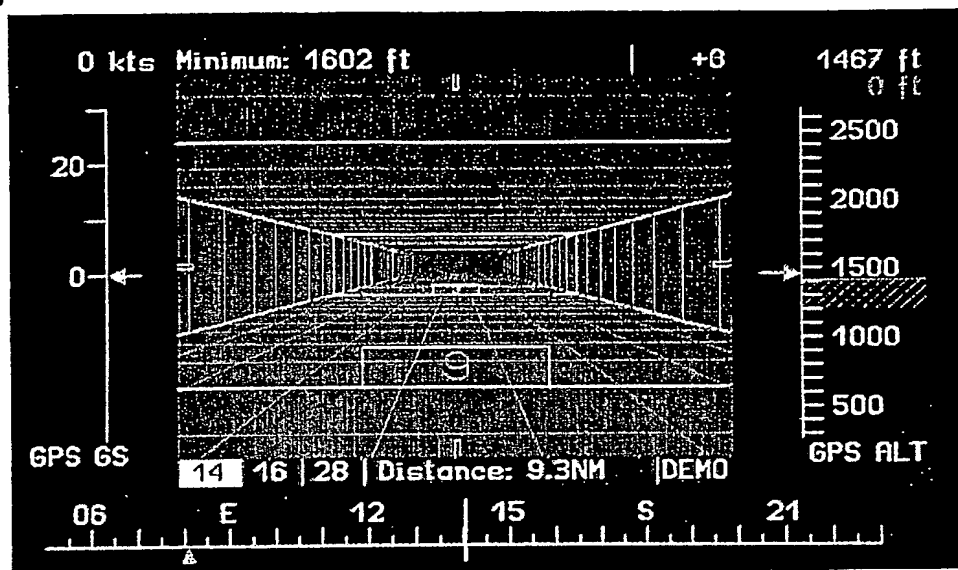 0 kts Minimum: 1602 ft +6 1467 ft
0 ft
2500
20
2000
0
1500
1000
9
500
GPS GS
GPS ALT
14 16 28 Distance: 9.3NM DEMO
06 E 12 15 S 21